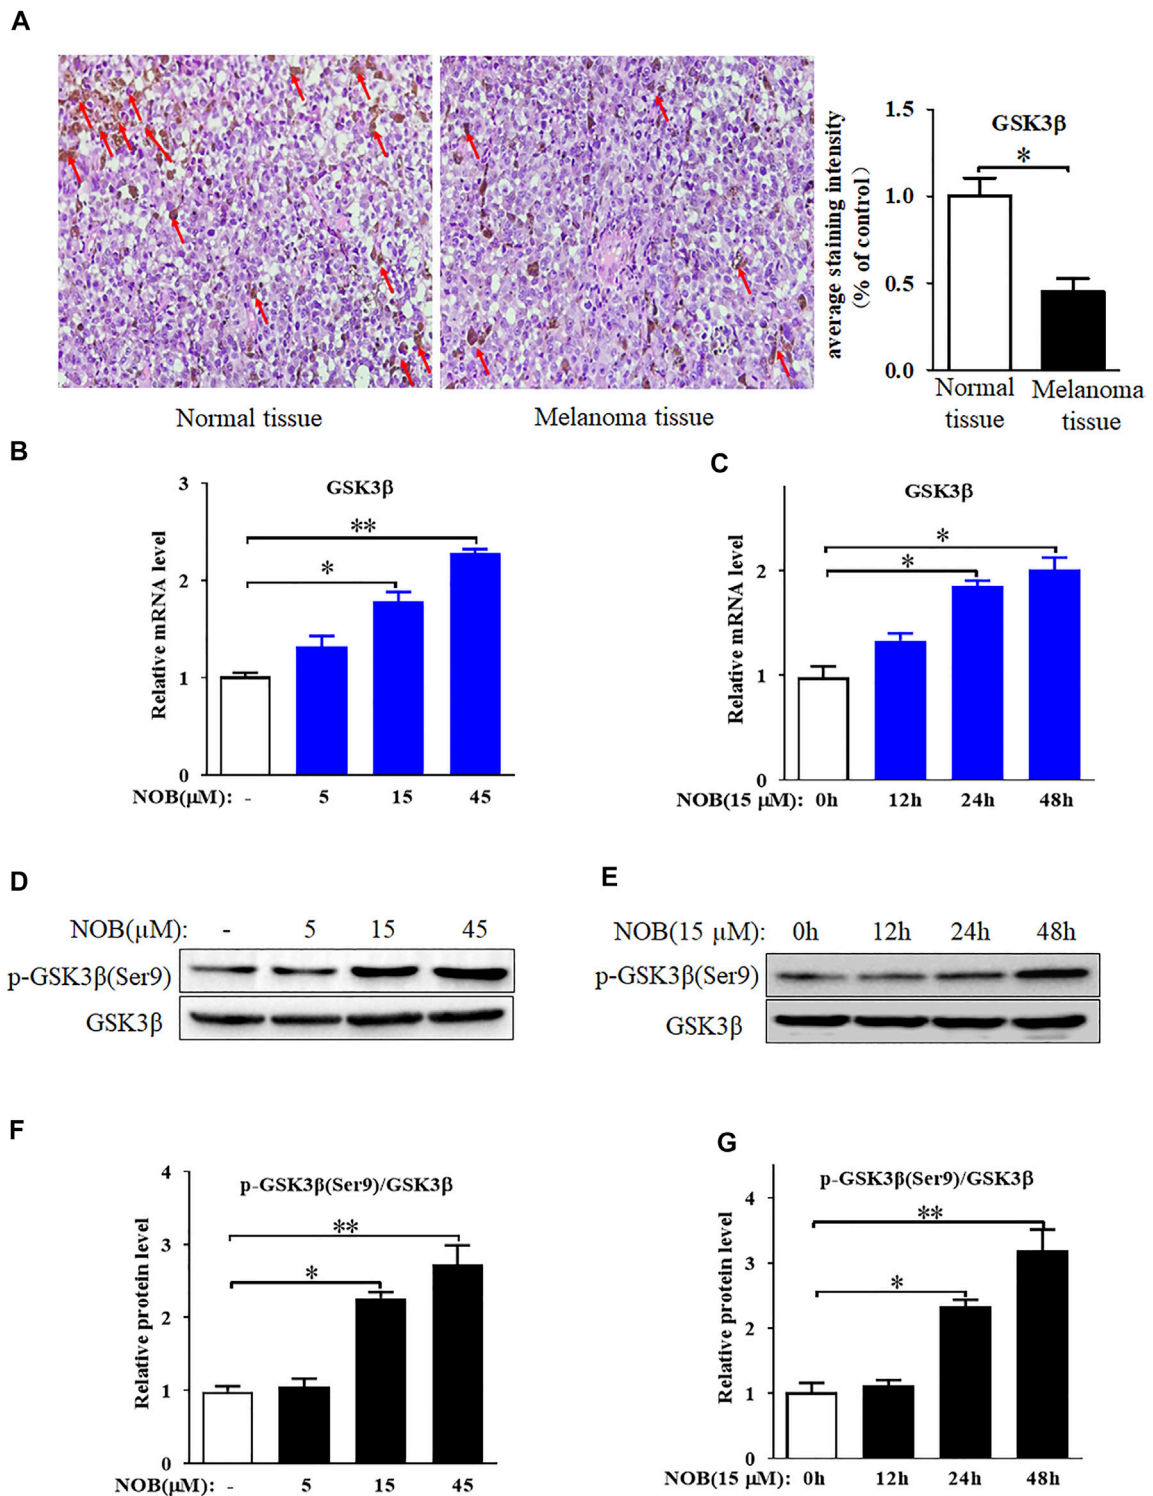 A
Normal tissue
Melanoma tissue
average staining intensity
(% of control)
1.5
1.0
0.5
0.0
GSK3β
*
Normal tissue
Melanoma tissue
B
GSK3β
Relative mRNA level
3
2
1
0
**
*
NOB(μM): - 5 15 45
C
GSK3β
Relative mRNA level
2
1
0
*
*
NOB(15 μM): 0h 12h 24h 48h
D
NOB(μM): - 5 15 45
p-GSK3β(Ser9)
GSK3β
E
NOB(15 μM): 0h 12h 24h 48h
p-GSK3β(Ser9)
GSK3β
F
p-GSK3β(Ser9)/GSK3β
Relative protein level
4
3
2
1
0
**
*
NOB(μM): - 5 15 45
G
p-GSK3β(Ser9)/GSK3β
Relative protein level
4
3
2
1
0
**
*
NOB(15 μM): 0h 12h 24h 48h